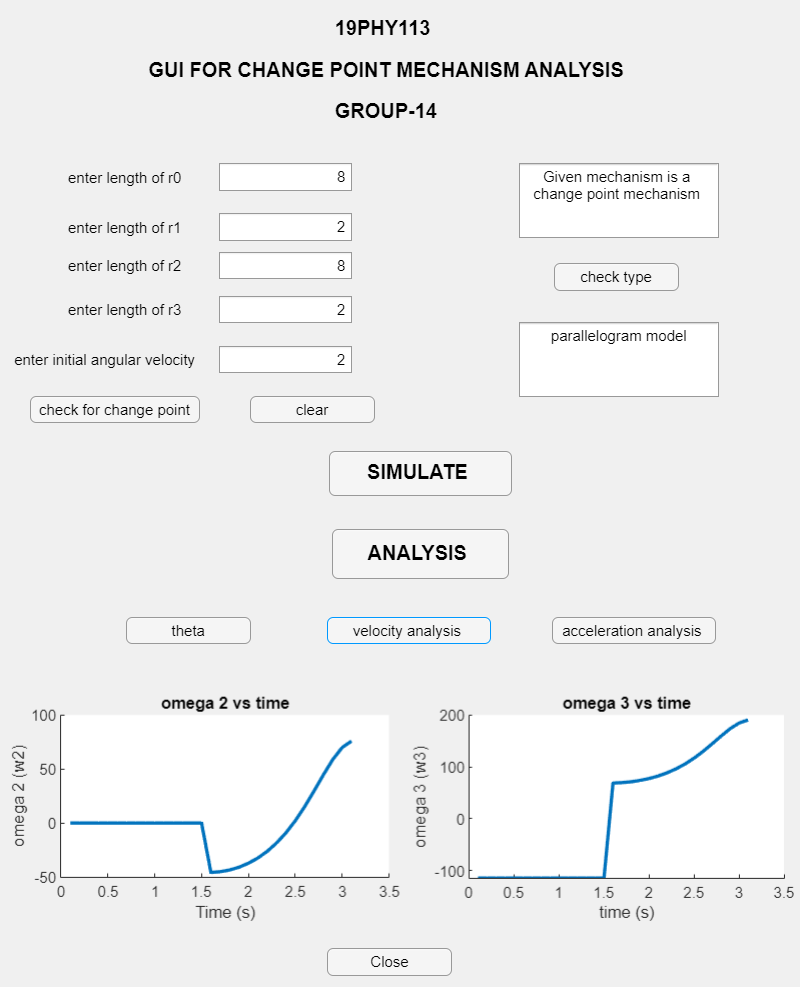 19PHY113
GUI FOR CHANGE POINT MECHANISM ANALYSIS
GROUP-14
enter length of r0
8
enter length of r1
2
enter length of r2
8
enter length of r3
2
enter initial angular velocity
2
check for change point
clear
Given mechanism is a
change point mechanism
check type
parallelogram model
SIMULATE
ANALYSIS
theta
velocity analysis
acceleration analysis
omega 2 vs time
100
50
0
-50
omega 2 (w2)
0 0.5 1 1.5 2 2.5 3 3.5
Time (s)
omega 3 vs time
200
100
0
-100
omega 3 (w3)
0 0.5 1 1.5 2 2.5 3 3.5
time (s)
Close